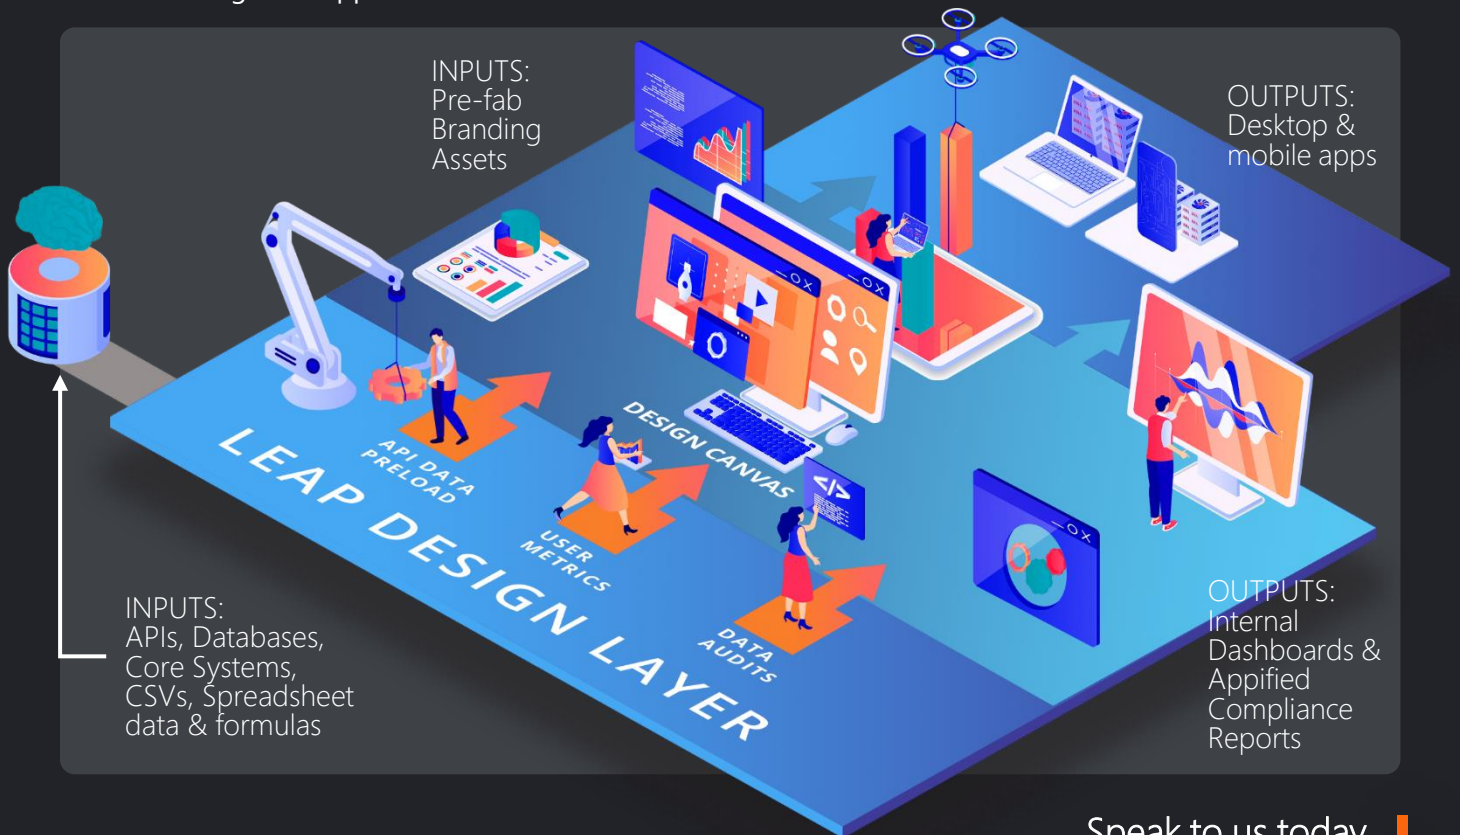 INPUTS:
Pre-fab
Branding
Assets
OUTPUTS:
Desktop &
mobile apps
API DATA
PRELOAD
USER
METRICS
DESIGN CANVAS
</>
DATA
AUDITS
LEAP DESIGN LAYER
INPUTS:
APIs, Databases,
Core Systems,
CSVs, Spreadsheet
data & formulas
OUTPUTS:
Internal
Dashboards &
Appified
Compliance
Reports
Speak to us today